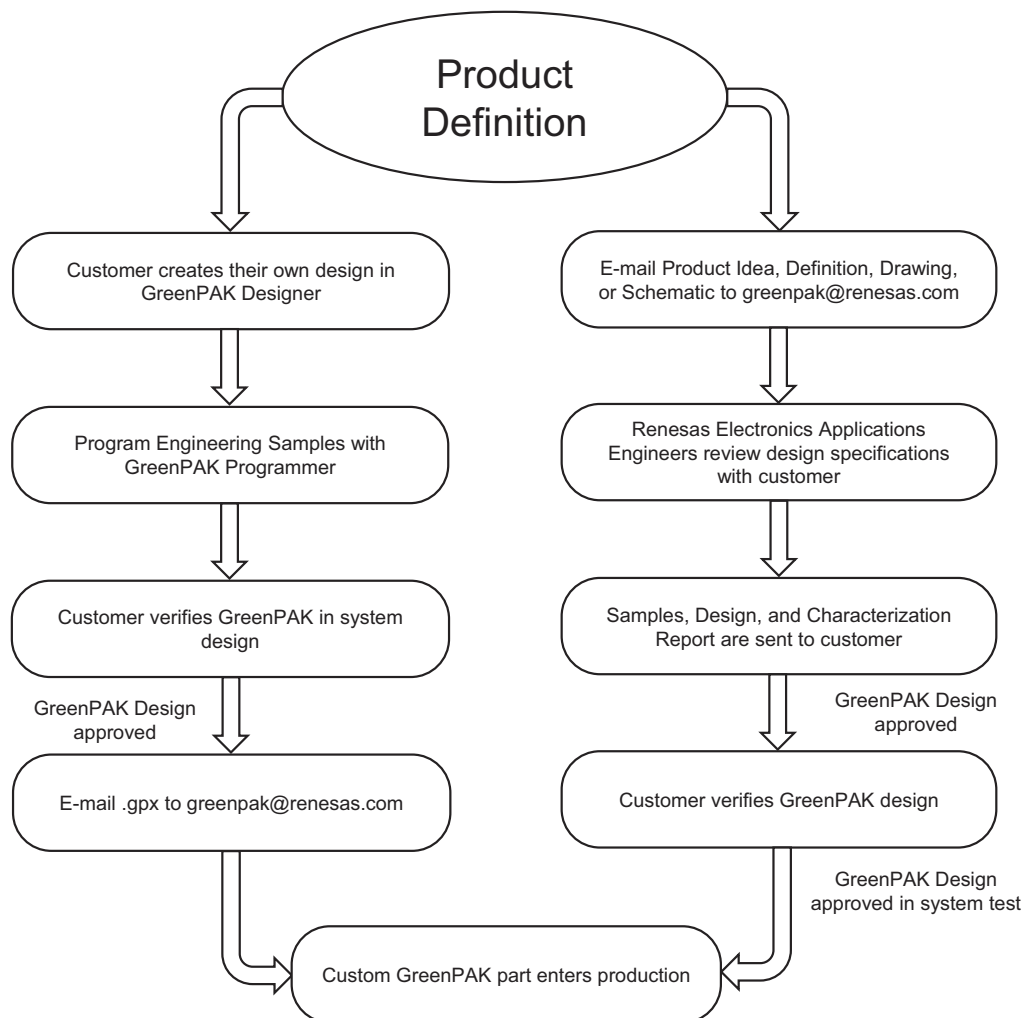 Product
Definition
Customer creates their own design in
GreenPAK Designer
Program Engineering Samples with
GreenPAK Programmer
Customer verifies GreenPAK in system
design
GreenPAK Design
approved
E-mail .gpx to greenpak@renesas.com
E-mail Product Idea, Definition, Drawing,
or Schematic to greenpak@renesas.com
Renesas Electronics Applications
Engineers review design specifications
with customer
Samples, Design, and Characterization
Report are sent to customer
GreenPAK Design
approved
Customer verifies GreenPAK design
GreenPAK Design
approved in system test
Custom GreenPAK part enters production